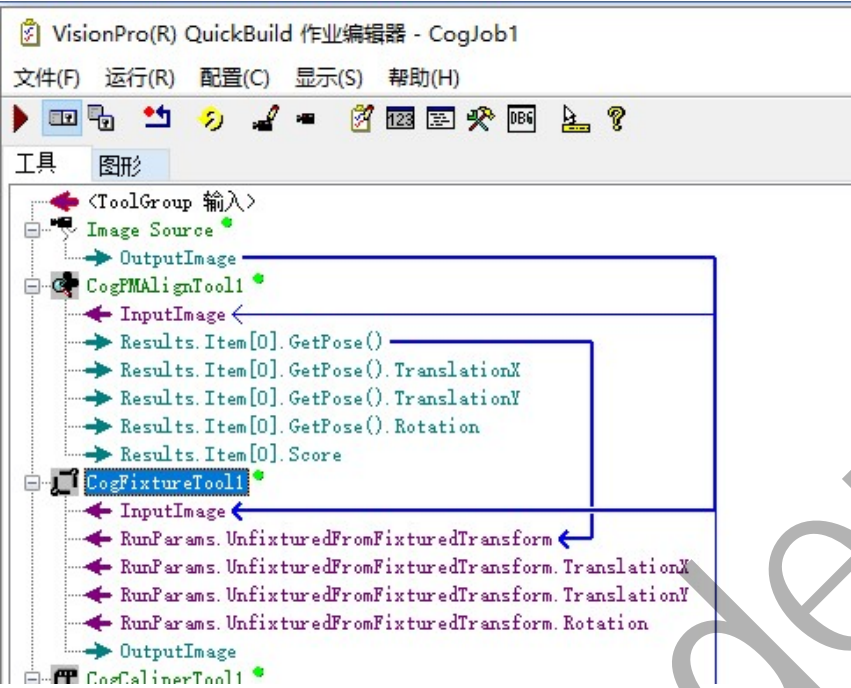 VisionPro(R) QuickBuild 作业编辑器 - CogJob1
文件(F) 运行(R) 配置(C) 显示(S) 帮助(H)
123 DBG ?
工具 图形
<ToolGroup 输入>
Image Source
OutputImage
CogPMAlignTool1
InputImage
Results.Item[0].GetPose()
Results.Item[0].GetPose().TranslationX
Results.Item[0].GetPose().TranslationY
Results.Item[0].GetPose().Rotation
Results.Item[0].Score
CogFixtureTool1
InputImage
RunParams.UnfixturedFromFixturedTransform
RunParams.UnfixturedFromFixturedTransform.TranslationX
RunParams.UnfixturedFromFixturedTransform.TranslationY
RunParams.UnfixturedFromFixturedTransform.Rotation
OutputImage
CogCaliperTool1